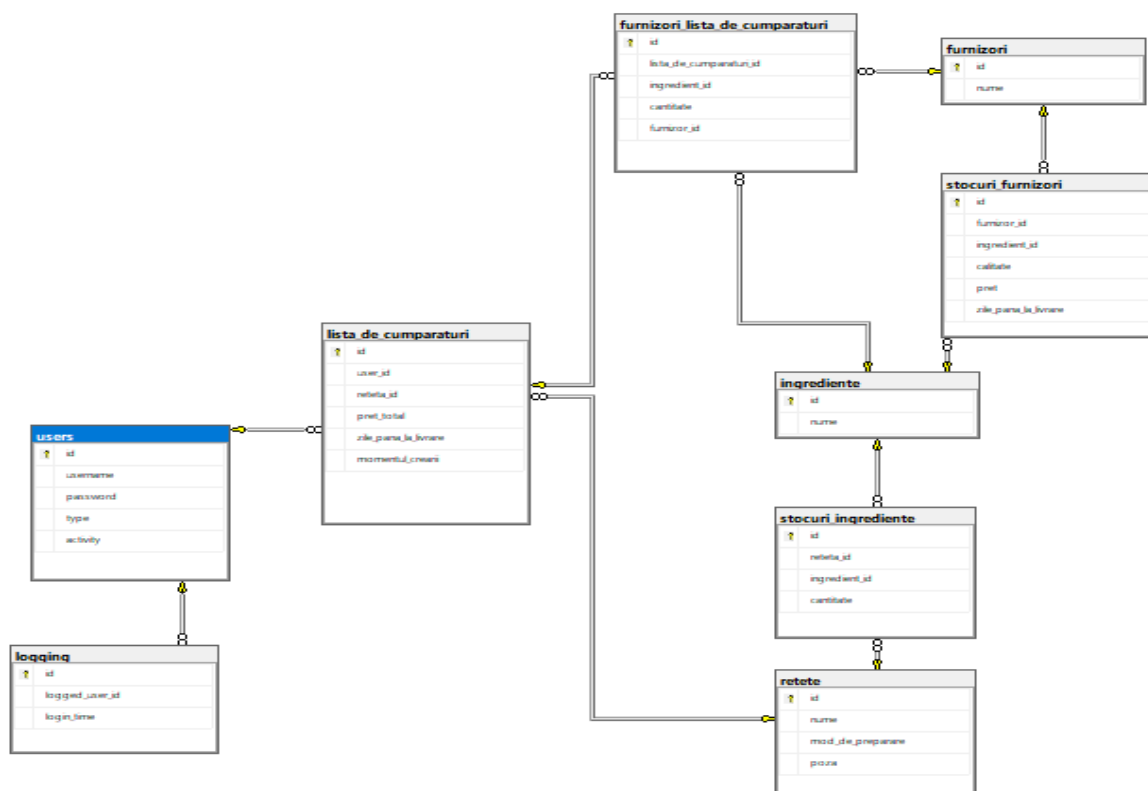 furnizori_lista_de_cumparaturi
id
lista_de_cumparaturi_id
ingredient_id
cantitate
furnizor_id
furnizori
id
nume
stocuri_furnizori
id
furnizor_id
ingredient_id
calitate
pret
zile_pana_la_livrare
lista_de_cumparaturi
id
user_id
reteta_id
pret_total
zile_pana_la_livrare
momentul_crearii
ingrediente
id
nume
users
id
username
password
type
activity
stocuri_ingrediente
id
reteta_id
ingredient_id
cantitate
logging
id
logged_user_id
login_time
retete
id
nume
mod_de_preparare
poza